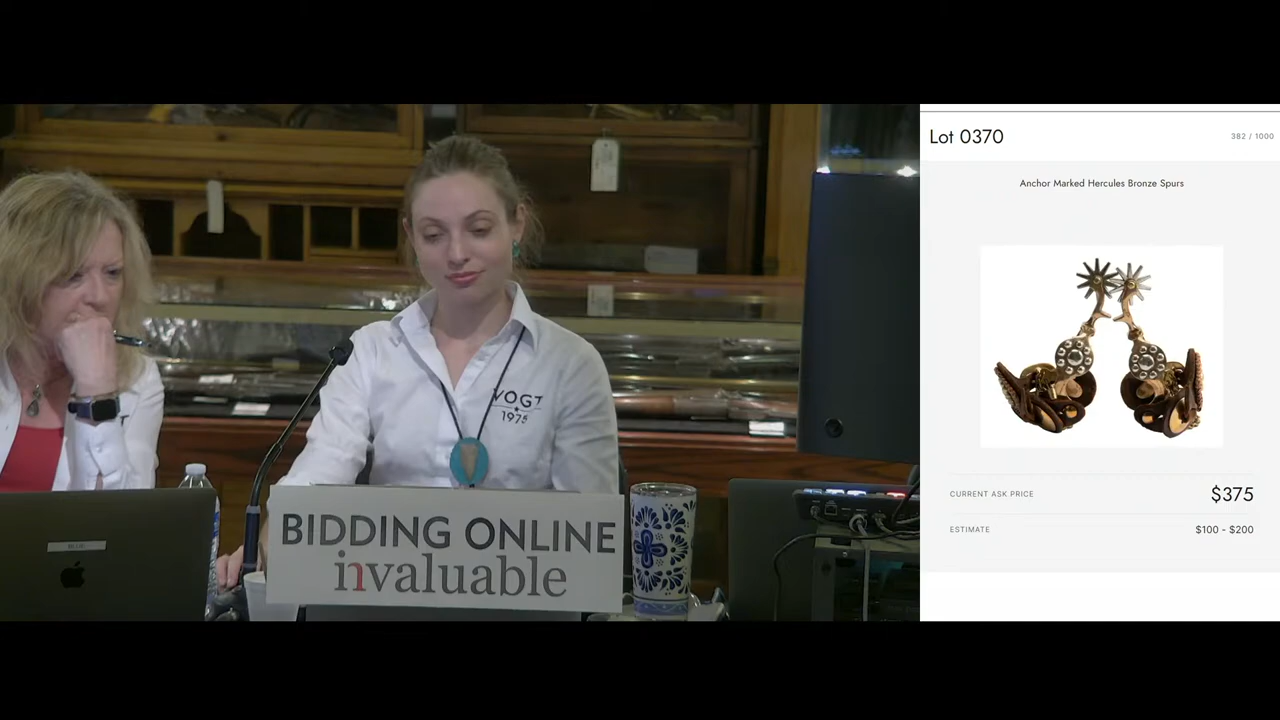 Lot 0370
382 / 1000
Anchor Marked Hercules Bronze Spurs
VOGT
1975
BIDDING ONLINE
invaluable
CURRENT ASK PRICE
$375
ESTIMATE
$100 - $200